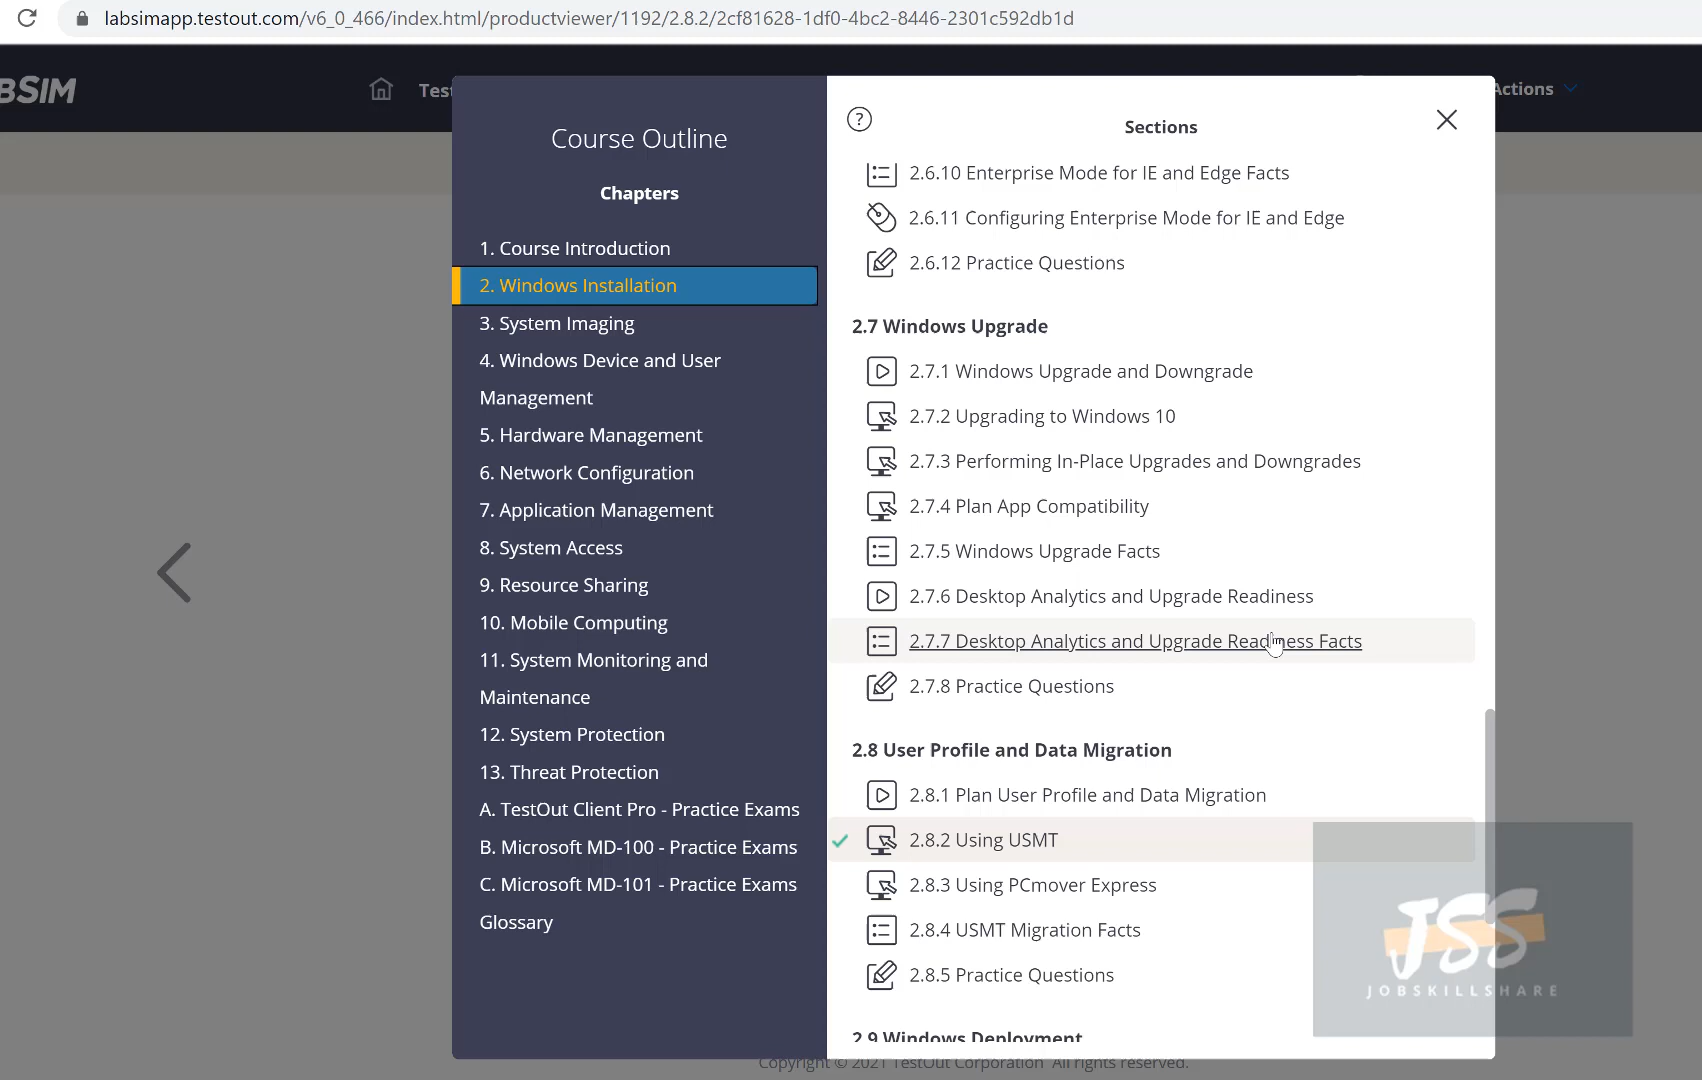 labsimapp.testout.com/v6_0_466/index.html/productviewer/1192/2.8.2/2cf81628-1df0-4bc2-8446-2301c592db1d
BSIM
Test
Actions
Course Outline
Chapters
1. Course Introduction
2. Windows Installation
3. System Imaging
4. Windows Device and User
Management
5. Hardware Management
6. Network Configuration
7. Application Management
8. System Access
9. Resource Sharing
10. Mobile Computing
11. System Monitoring and
Maintenance
12. System Protection
13. Threat Protection
A. TestOut Client Pro - Practice Exams
B. Microsoft MD-100 - Practice Exams
C. Microsoft MD-101 - Practice Exams
Glossary
?
Sections
2.6.10 Enterprise Mode for IE and Edge Facts
2.6.11 Configuring Enterprise Mode for IE and Edge
2.6.12 Practice Questions
2.7 Windows Upgrade
2.7.1 Windows Upgrade and Downgrade
2.7.2 Upgrading to Windows 10
2.7.3 Performing In-Place Upgrades and Downgrades
2.7.4 Plan App Compatibility
2.7.5 Windows Upgrade Facts
2.7.6 Desktop Analytics and Upgrade Readiness
2.7.7 Desktop Analytics and Upgrade Readiness Facts
2.7.8 Practice Questions
2.8 User Profile and Data Migration
2.8.1 Plan User Profile and Data Migration
2.8.2 Using USMT
2.8.3 Using PCmover Express
2.8.4 USMT Migration Facts
2.8.5 Practice Questions
2.9 Windows Deployment
JSS
JOBSKILLSHARE
Copyright © 2021 TestOut Corporation All rights reserved.